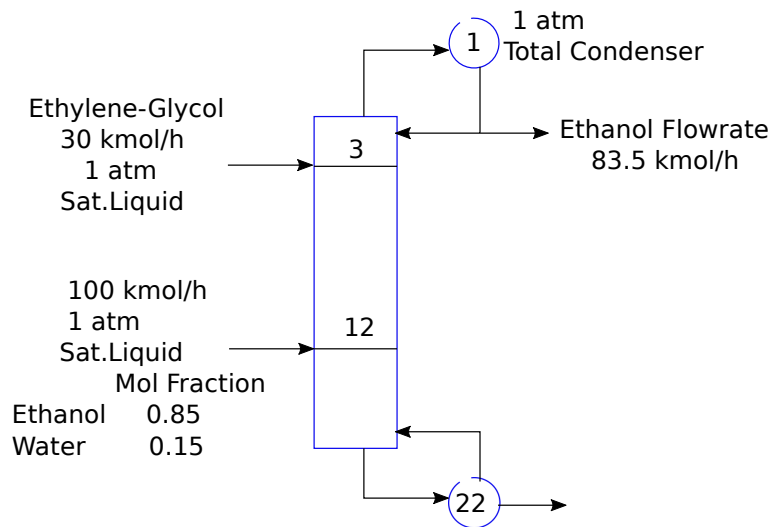 1
1 atm
Total Condenser
Ethylene-Glycol
30 kmol/h
1 atm
Sat.Liquid
3
Ethanol Flowrate
83.5 kmol/h
100 kmol/h
1 atm
Sat.Liquid
12
Mol Fraction
Ethanol 0.85
Water 0.15
22